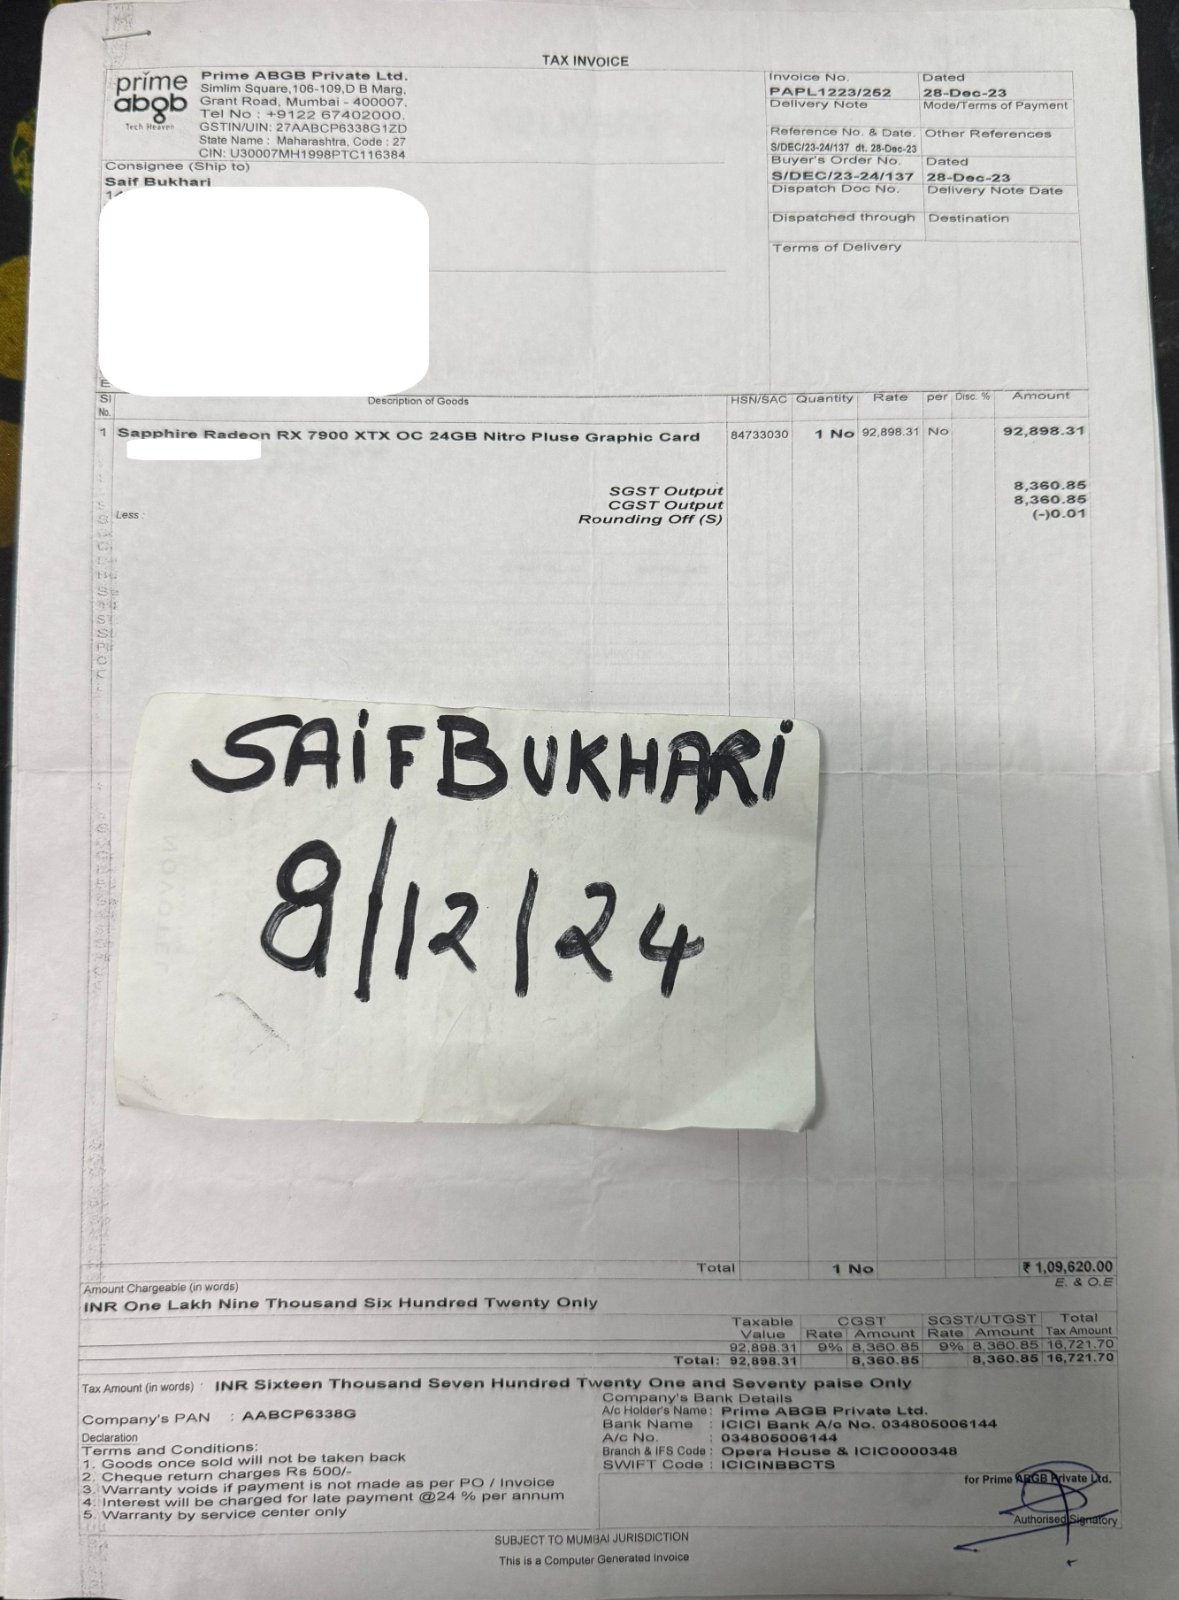 TAX INVOICE
prime
abgb
Tech Heaven
Prime ABGB Private Ltd.
Simlim Square,106-109,D B Marg,
Grant Road, Mumbai - 400007.
Tel No : +9122 67402000.
GSTIN/UIN: 27AABCP6338G1ZD
State Name : Maharashtra, Code : 27
CIN: U30007MH1998PTC116384
Invoice No.
PAPL1223/252
Dated
28-Dec-23
Delivery Note
Mode/Terms of Payment
Reference No. & Date.
S/DEC/23-24/137 dt. 28-Dec-23
Other References
Buyer's Order No.
S/DEC/23-24/137
Dated
28-Dec-23
Dispatch Doc No.
Delivery Note Date
Dispatched through
Destination
Terms of Delivery
Consignee (Ship to)
Saif Bukhari
Sl No. Description of Goods HSN/SAC Quantity Rate per Disc. % Amount
1 Sapphire Radeon RX 7900 XTX OC 24GB Nitro Pluse Graphic Card 84733030 1 No 92,898.31 No 92,898.31
SGST Output 8,360.85
CGST Output 8,360.85
Less : Rounding Off (S) (-)0.01
SAIF BUKHARI
8/12/24
Total 1 No ₹ 1,09,620.00
Amount Chargeable (in words) E. & O.E
INR One Lakh Nine Thousand Six Hundred Twenty Only
Taxable Value CGST Rate Amount SGST/UTGST Rate Amount Total Tax Amount
92,898.31 9% 8,360.85 9% 8,360.85 16,721.70
Total: 92,898.31 8,360.85 8,360.85 16,721.70
Tax Amount (in words) : INR Sixteen Thousand Seven Hundred Twenty One and Seventy paise Only
Company's PAN : AABCP6338G
Company's Bank Details
A/c Holder's Name : Prime ABGB Private Ltd.
Bank Name : ICICI Bank A/c No. 034805006144
A/c No. : 034805006144
Branch & IFS Code : Opera House & ICIC0000348
SWIFT Code : ICICINBBCTS
Declaration
Terms and Conditions:
1. Goods once sold will not be taken back
2. Cheque return charges Rs 500/-
3. Warranty voids if payment is not made as per PO / Invoice
4. Interest will be charged for late payment @24 % per annum
5. Warranty by service center only
for Prime ABGB Private Ltd.
Authorised Signatory
SUBJECT TO MUMBAI JURISDICTION
This is a Computer Generated Invoice